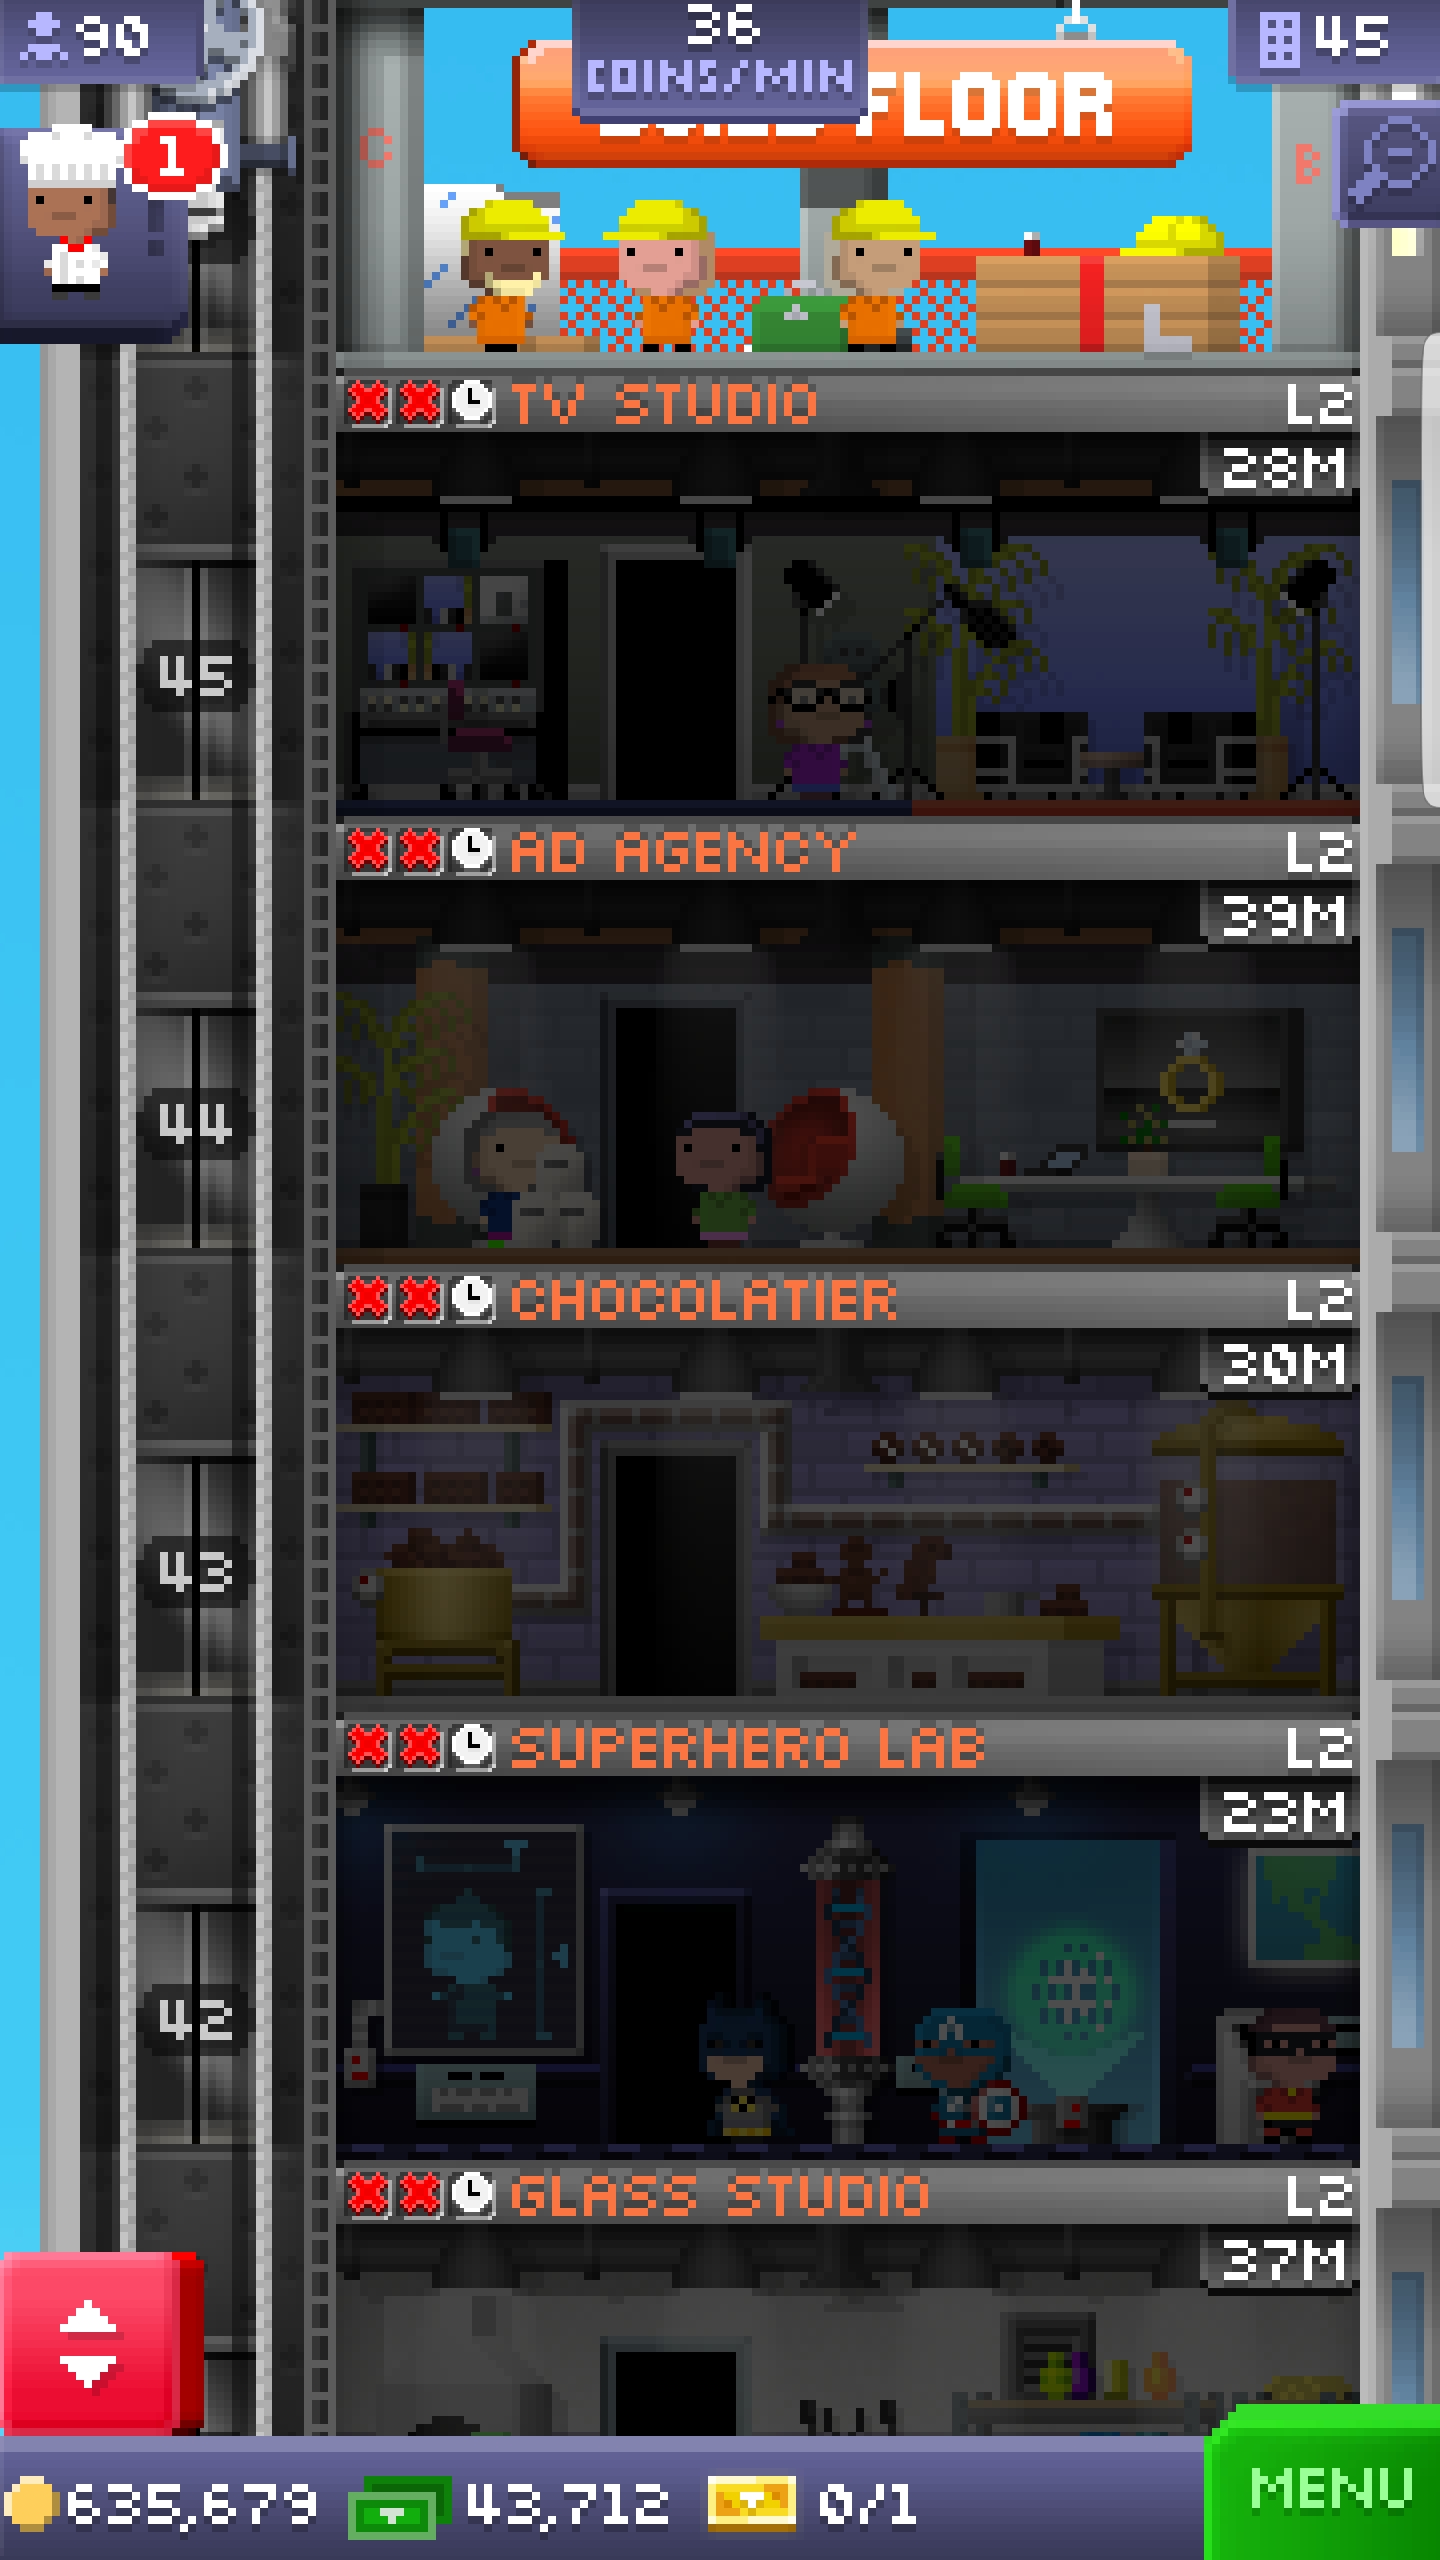 90
36
COINS/MIN
45
FLOOR
C
B
1
TV STUDIO L2
28M
45
AD AGENCY L2
39M
44
CHOCOLATIER L2
30M
43
SUPERHERO LAB L2
23M
42
GLASS STUDIO L2
37M
635,679 43,712 0/1
MENU